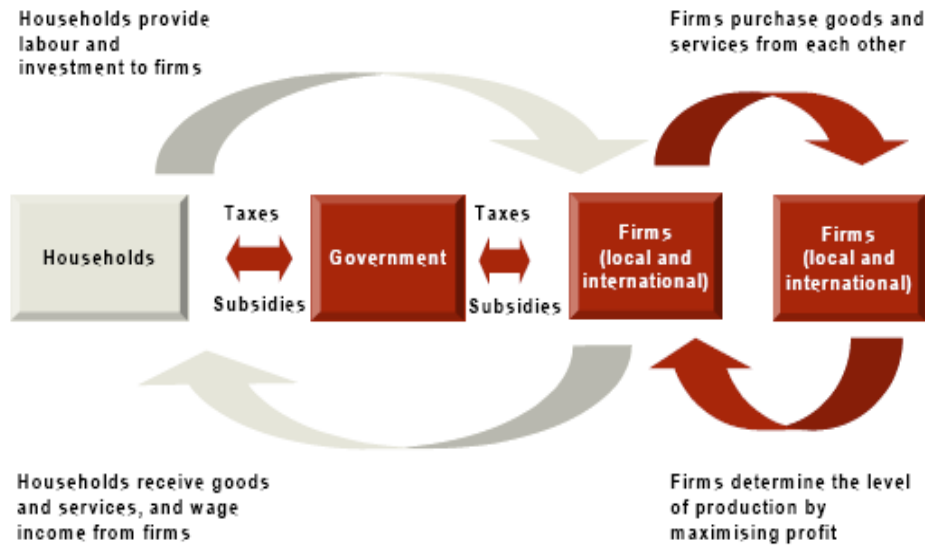 Households provide
labour and
investment to firms
Firms purchase goods and
services from each other
Households
Taxes
Subsidies
Government
Taxes
Subsidies
Firms
(local and
international)
Firms
(local and
international)
Households receive goods
and services, and wage
income from firms
Firms determine the level
of production by
maximising profit